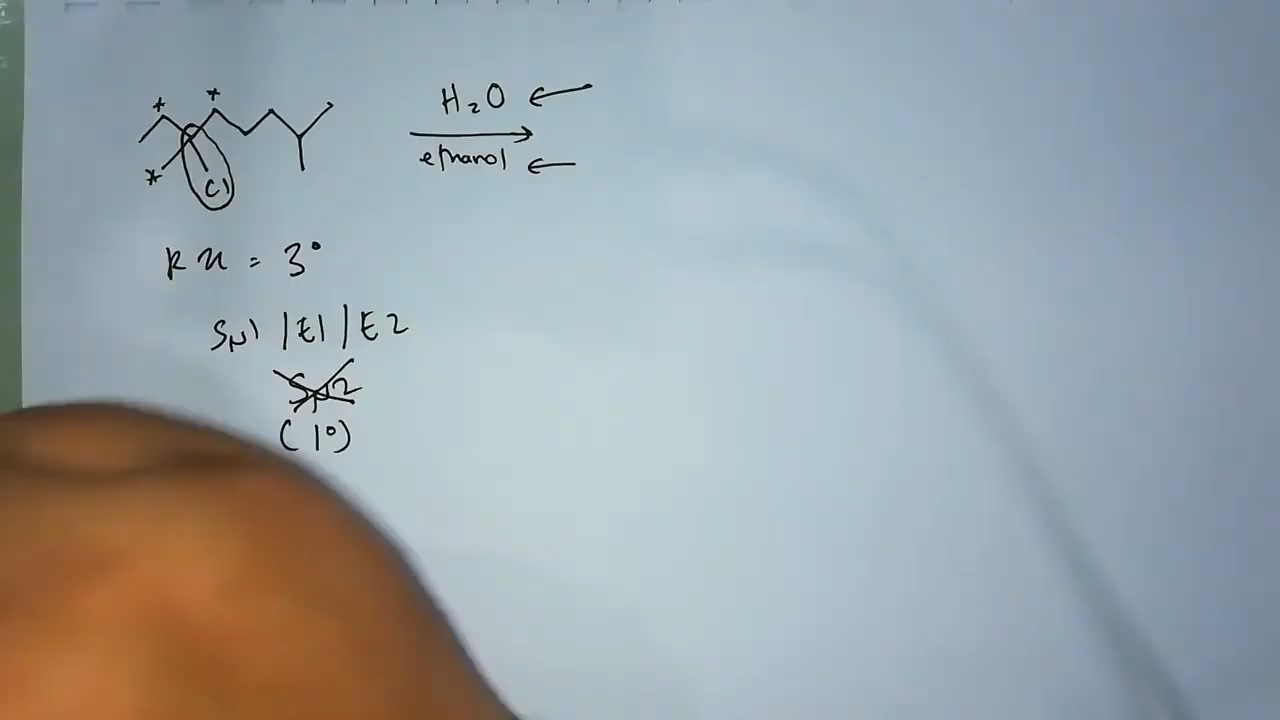 * *
H₂O
ethanol
*
Cl
RX = 3°
SN1 | E1 | E2
SN2
(1°)